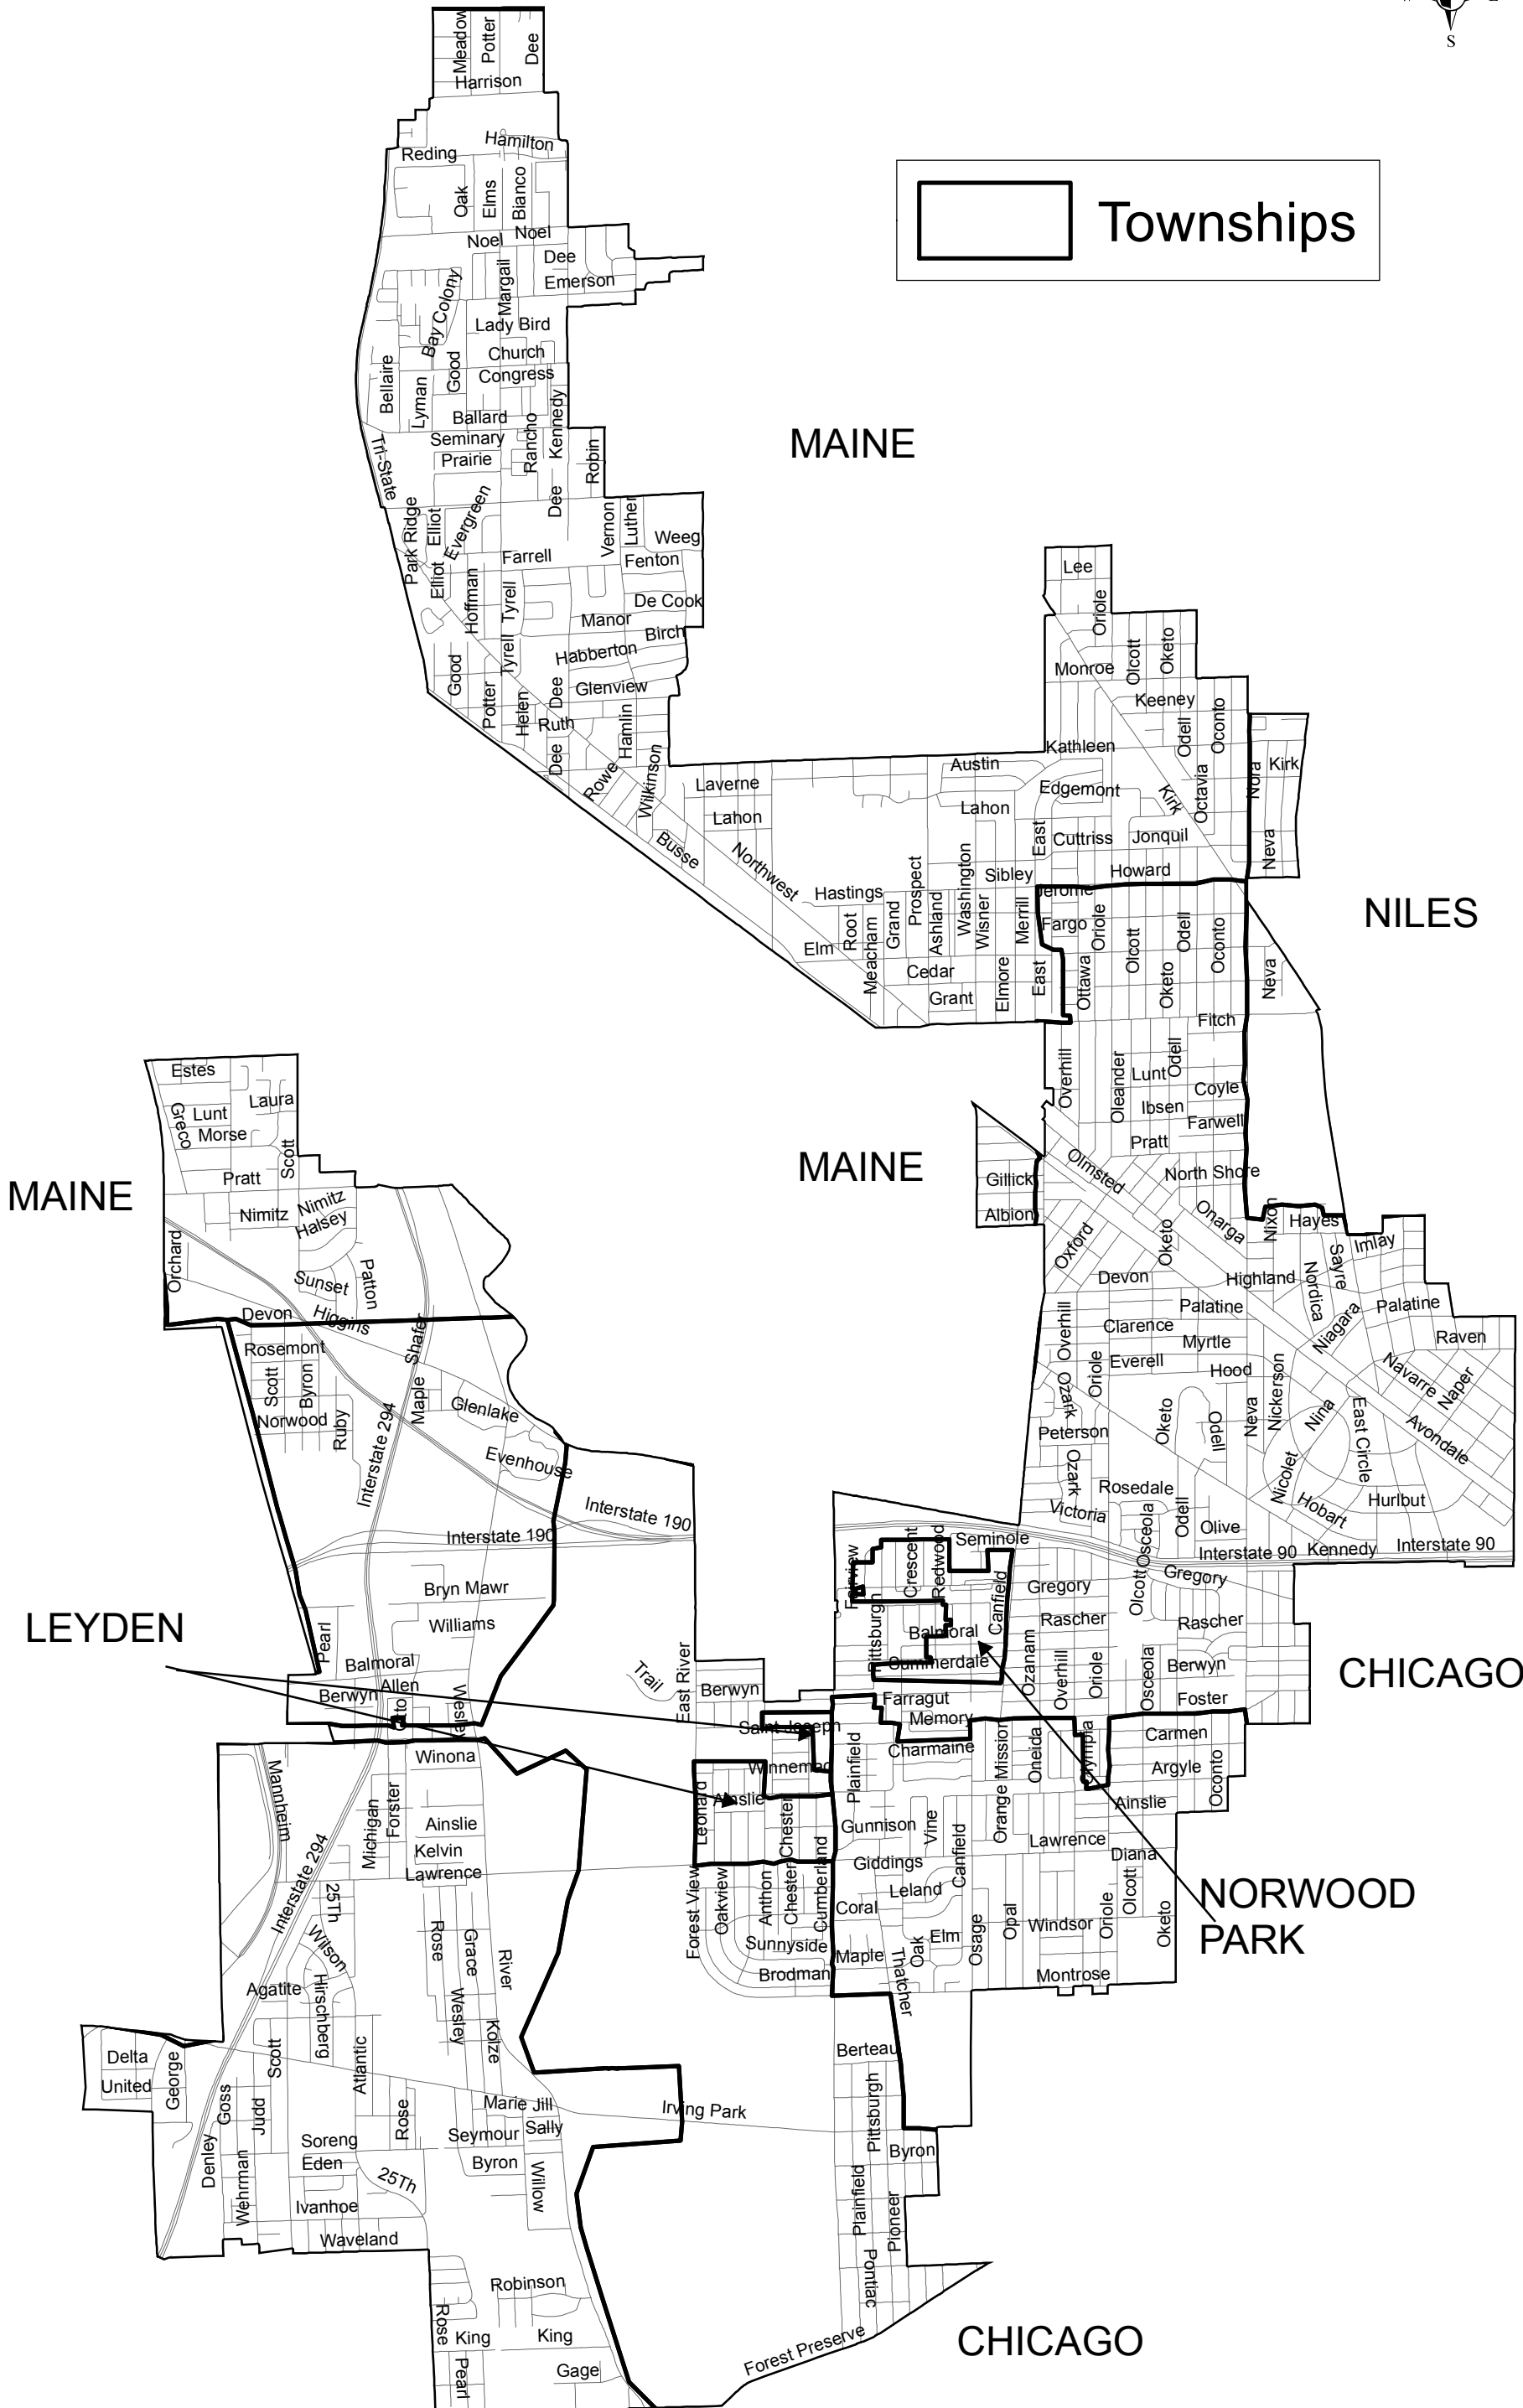 S
Townships
Meadow
Potter
Dee
Harrison
Hamilton
Reding
Oak
Elms
Bianco
Noel
Noel
Dee
Emerson
Margail
Bay Colony
Lady Bird
Church
Congress
Bellaire
Lyman
Good
Ballard
Seminary
Prairie
Rancho
Kennedy
Robin
Tri-State
MAINE
Dee
Park Ridge
Elliot
Evergreen
Vernon
Luther
Weeg
Farrell
Fenton
Elliot
Hoffman
Tyrell
De Cook
Manor
Birch
Tyrell
Habberton
Good
Potter
Helen
Dee
Glenview
Ruth
Hamlin
Dee
Rowe
Wilkinson
Laverne
Lahon
Busse
Northwest
Lee
Oriole
Monroe
Olcott
Oketo
Keeney
Kathleen
Odell
Oconto
Austin
Edgemont
Kirk
Octavia
Nora
Kirk
Lahon
East
Cuttriss
Jonquil
Neva
Sibley
Howard
Hastings
Prospect
Washington
Jerome
Root
Meacham
Grand
Ashland
Wisner
Merrill
Fargo
Oriole
Olcott
Odell
Oconto
NILES
Elm
Cedar
Grant
Elmore
East
Ottawa
Oketo
Neva
Fitch
Overhill
Oleander
Lunt
Odell
Coyle
Ibsen
Farwell
Pratt
Estes
Greco
Lunt
Laura
Morse
Scott
Pratt
MAINE
MAINE
Gillick
Albion
Olmsted
North Shore
Nimitz
Nimitz
Halsey
Onarga
Nixon
Hayes
Orchard
Sunset
Patton
Oxford
Oketo
Sayre
Imlay
Devon
Highland
Nordica
Devon
Higgins
Palatine
Palatine
Rosemont
Shafer
Overhill
Clarence
Myrtle
Niagara
Raven
Scott
Byron
Everell
Hood
Maple
Glenlake
Ozark
Oriole
Nickerson
Navarre
Naper
Norwood
Ruby
Interstate 294
Peterson
Oketo
Odell
Neva
Nina
East Circle
Avondale
Evenhouse
Ozark
Rosedale
Nicolet
Interstate 190
Interstate 190
Victoria
Osceola
Odell
Olive
Hobart
Hurlbut
Seminole
Interstate 90
Kennedy
Interstate 90
Fairview
Crescent
Redwood
Canfield
Gregory
Olcott
Gregory
Bryn Mawr
Williams
Rascher
Rascher
LEYDEN
Pearl
Pittsburgh
Balmoral
Summerdale
Ozanam
Overhill
Oriole
Osceola
Berwyn
CHICAGO
Balmoral
Trail
East River
Berwyn
Allen
Wesley
Berwyn
Farragut
Foster
Memory
Saint Joseph
Carmen
Winona
Plainfield
Charmaine
Mission
Oneida
Olympia
Argyle
Oconto
Mannheim
Michigan
Forster
Ainslie
Leonard
Ainslie
Chester
Gunnison
Vine
Orange
Ainslie
Kelvin
Lawrence
Lawrence
Diana
Interstate 294
Giddings
Canfield
NORWOOD
PARK
25Th
Forest View
Oakview
Anthon
Chester
Cumberland
Leland
Coral
Olcott
Wilson
Rose
Grace
River
Sunnyside
Maple
Oak
Elm
Osage
Opal
Windsor
Oriole
Oketo
Brodman
Thatcher
Montrose
Agatite
Hirschberg
Wesley
Kolze
Berteau
Delta
United
George
Scott
Atlantic
Goss
Judd
Rose
Marie Jill
Irving Park
Pittsburgh
Seymour
Sally
Soreng
Eden
Byron
Byron
Denley
Wehrman
25Th
Willow
Plainfield
Ivanhoe
Pioneer
Waveland
Pontiac
Robinson
Rose
King
King
Forest Preserve
CHICAGO
Pearl
Gage